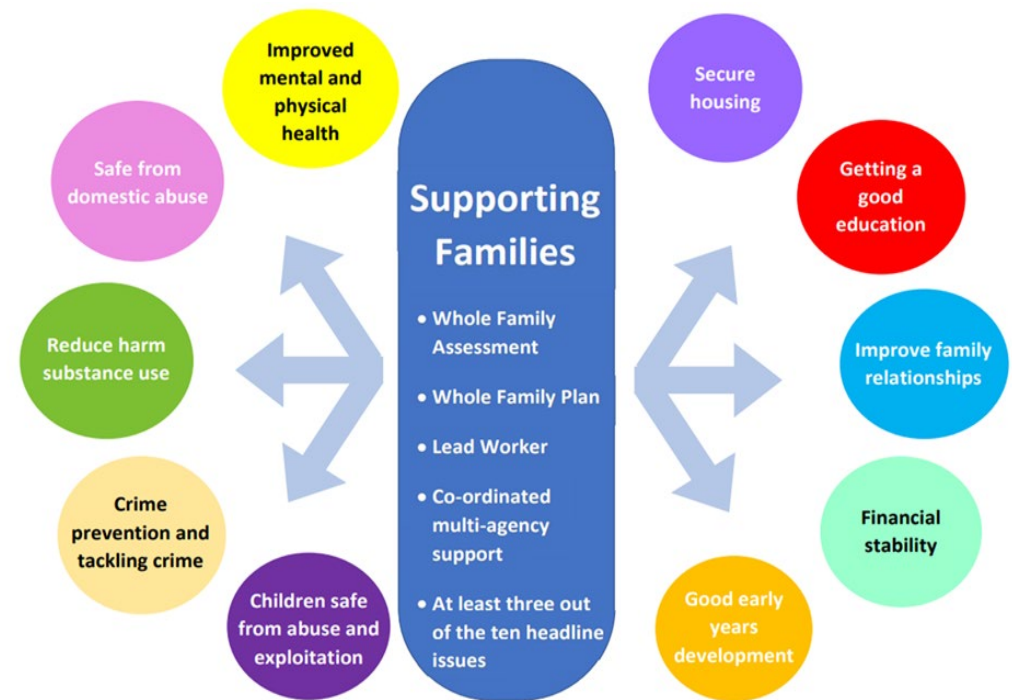 Improved
mental and
physical
health
Safe from
domestic abuse
Reduce harm
substance use
Crime
prevention and
tackling crime
Children safe
from abuse and
exploitation
Supporting
Families
• Whole Family
Assessment
• Whole Family Plan
• Lead Worker
• Co-ordinated
multi-agency
support
• At least three out
of the ten headline
issues
Secure
housing
Getting a
good
education
Improve family
relationships
Financial
stability
Good early
years
development